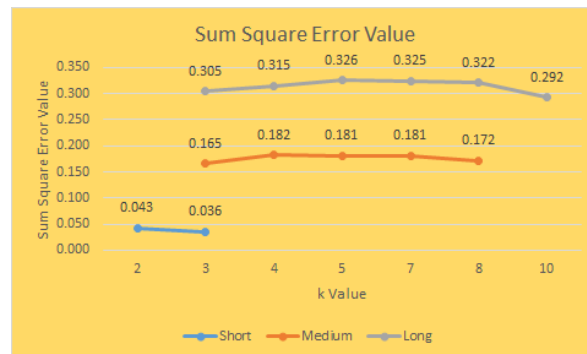 Sum Square Error Value
0.350
0.300
0.250
0.200
0.150
0.100
0.050
0.000
Sum Square Error Value
0.305 0.315 0.326 0.325 0.322 0.292
0.165 0.182 0.181 0.181 0.172
0.043 0.036
2 3 4 5 7 8 10
k Value
Short Medium Long